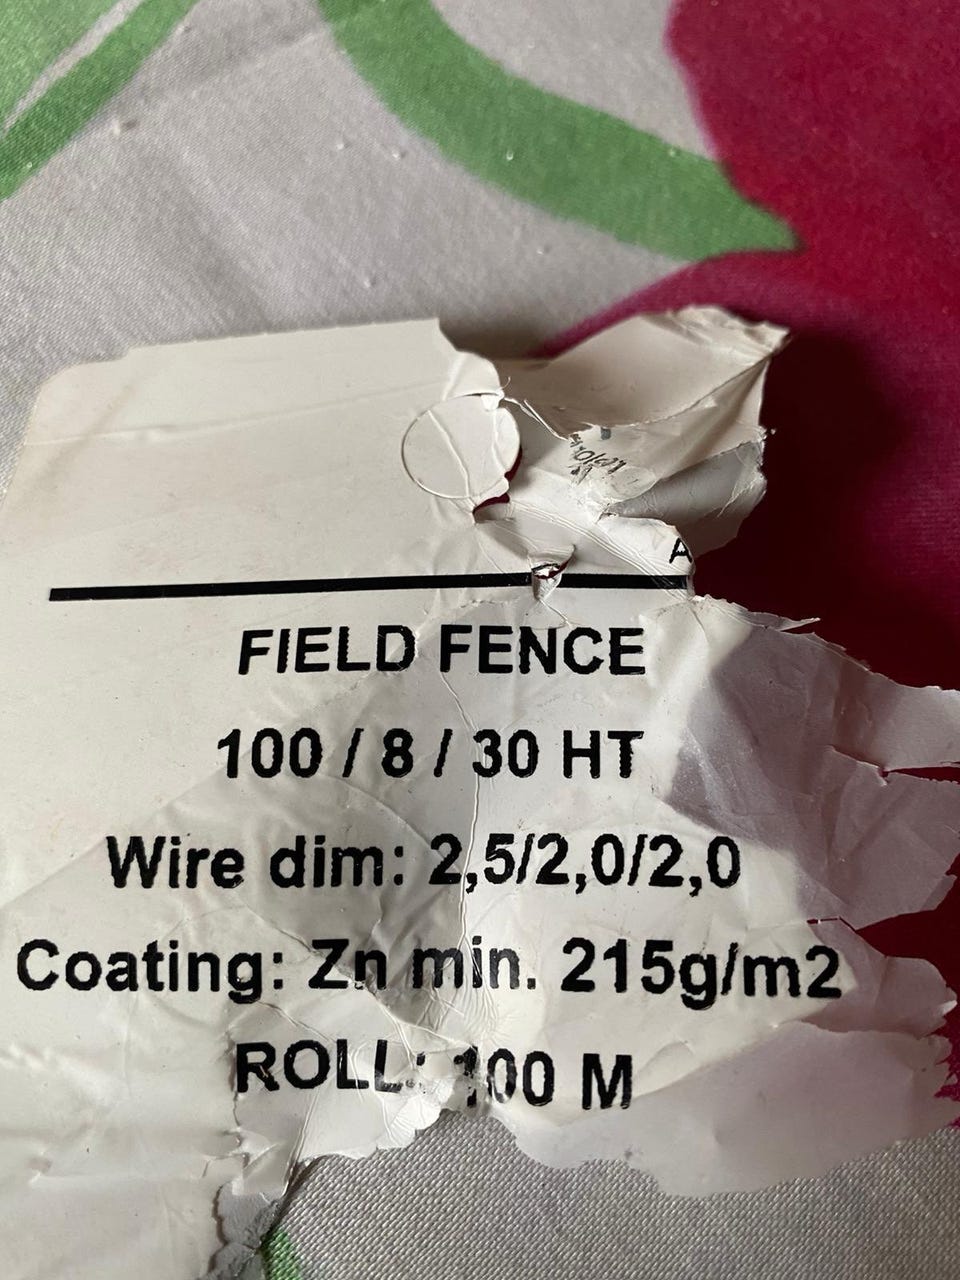 A
FIELD FENCE
100 / 8 / 30 HT
Wire dim: 2,5/2,0/2,0
Coating: Zn min. 215g/m2
ROLL: 100 M